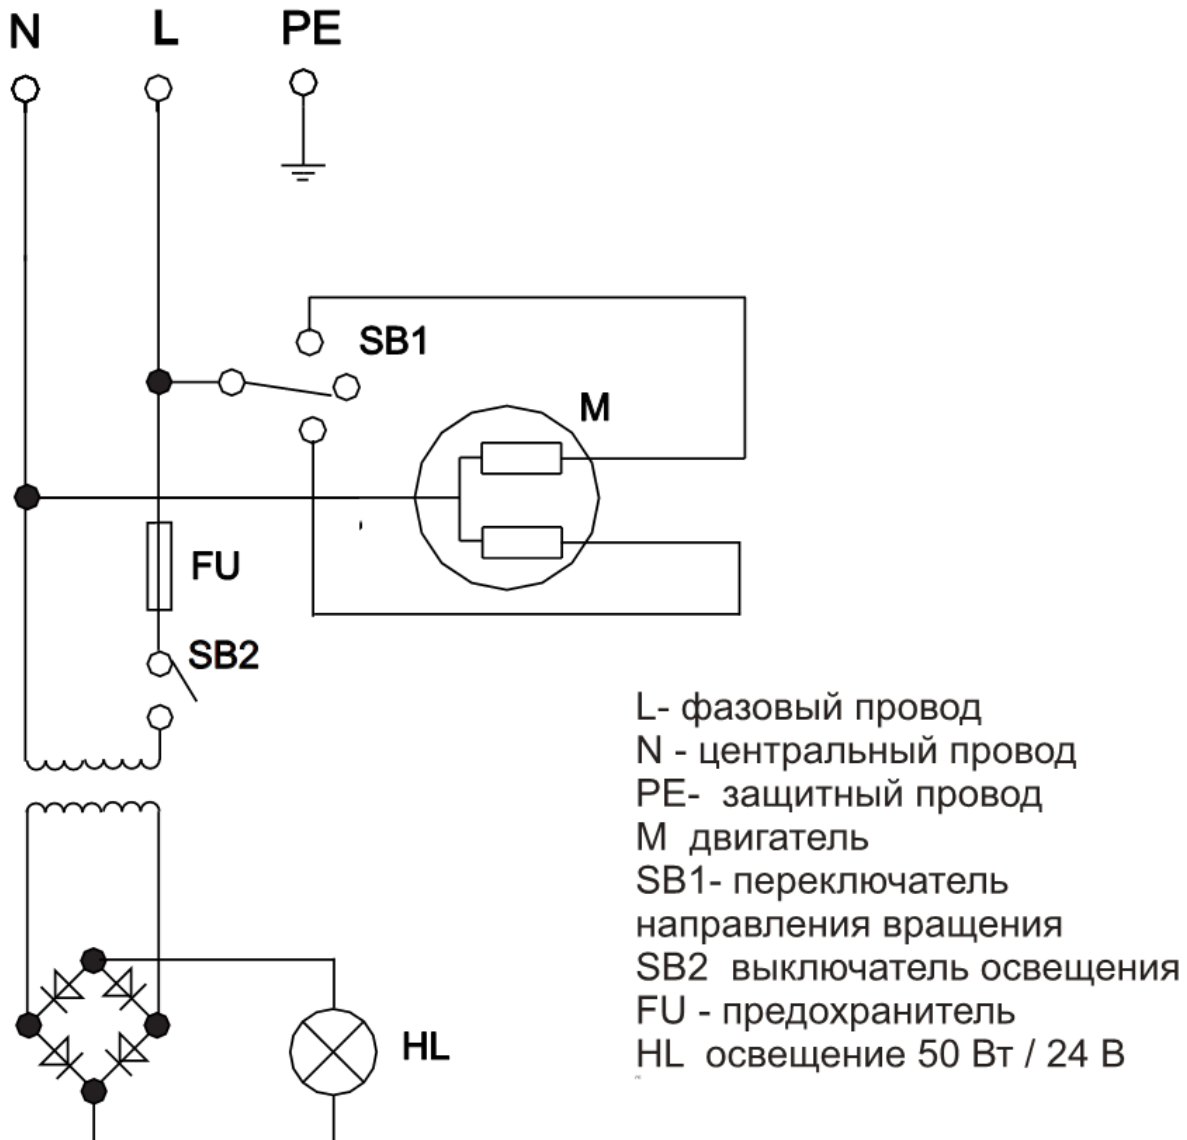 N L PE
SB1
M
FU
SB2
L- фазовый провод
N - центральный провод
PE- защитный провод
M двигатель
SB1- переключатель
направления вращения
SB2 выключатель освещения
FU - предохранитель
HL освещение 50 Вт / 24 В
HL